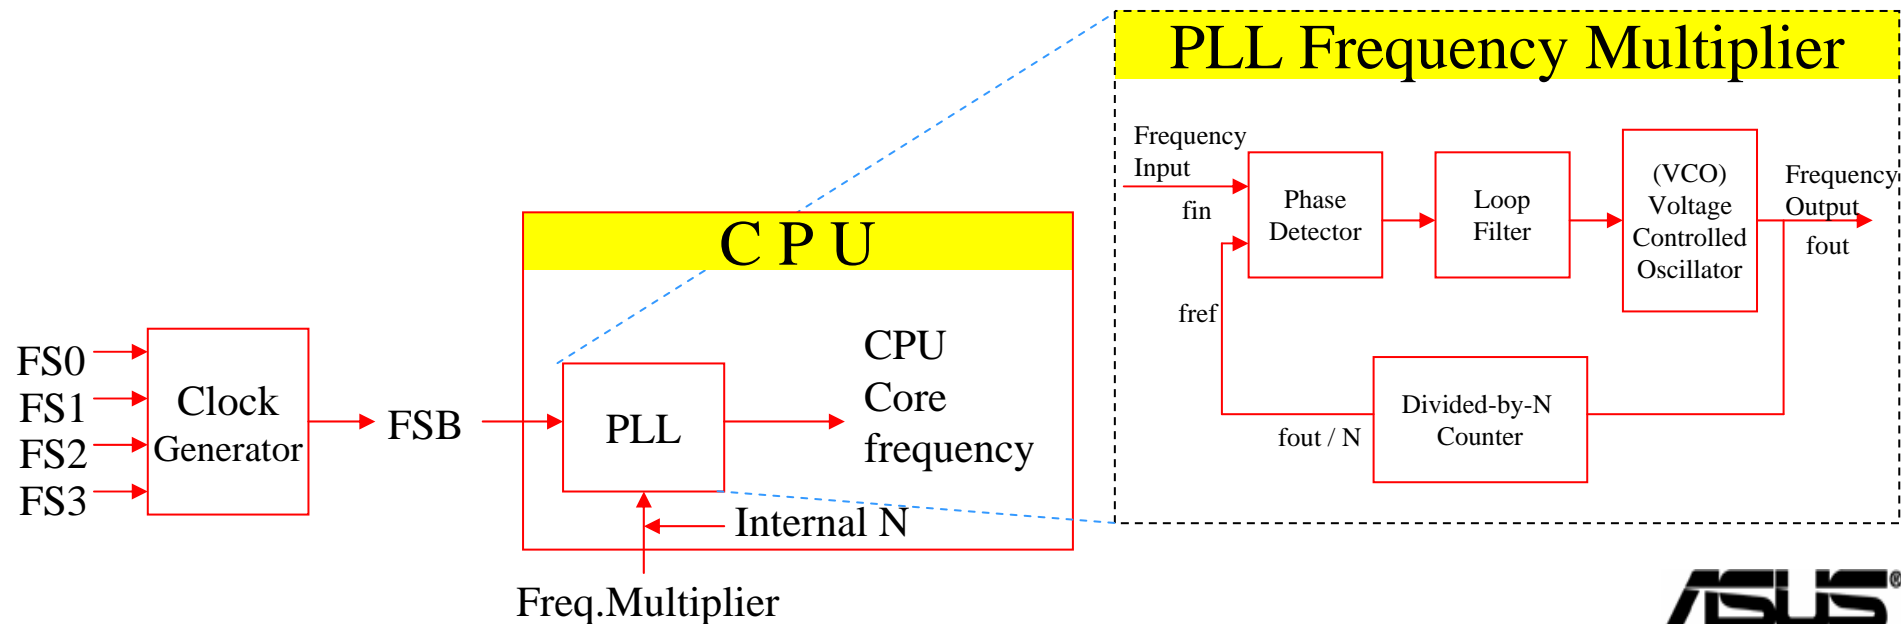 PLL Frequency Multiplier
Frequency
Input
fin
Phase
Detector
Loop
Filter
(VCO)
Voltage
Controlled
Oscillator
Frequency
Output
fout
fref
fout / N
Divided-by-N
Counter
C P U
FS0
FS1
FS2
FS3
Clock
Generator
FSB
PLL
CPU
Core
frequency
Internal N
Freq.Multiplier
ASUS®